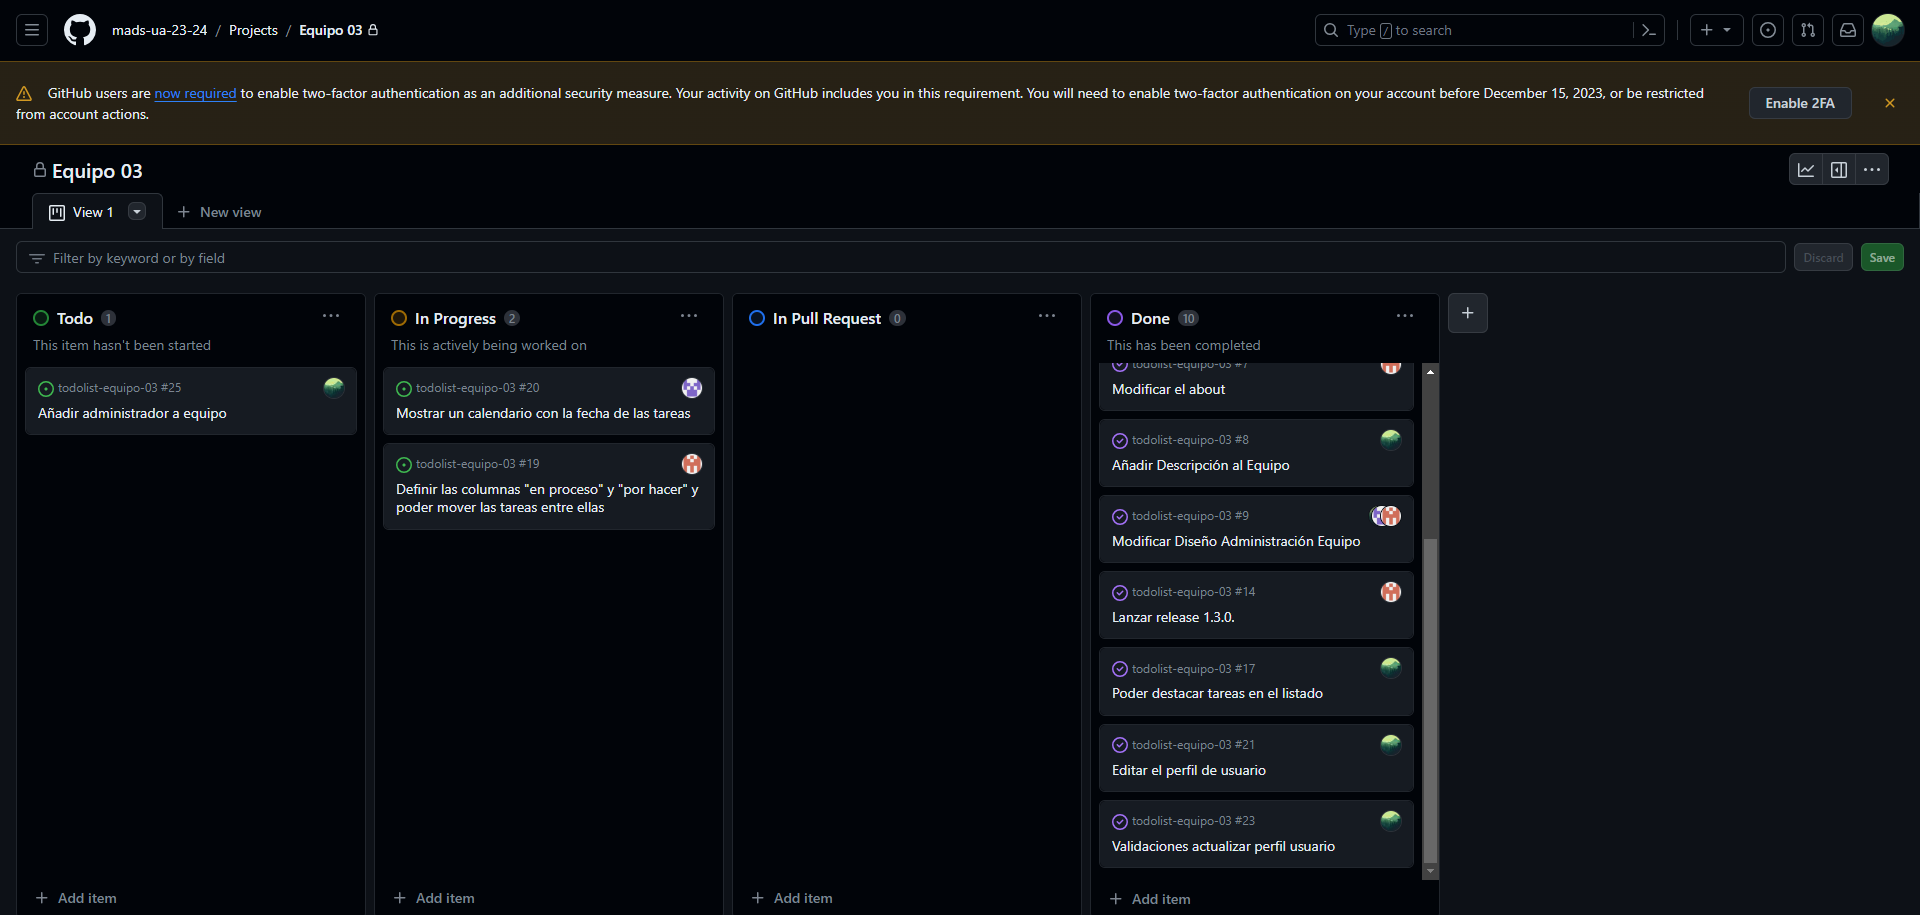 mads-ua-23-24 / Projects / Equipo 03
Type / to search
GitHub users are now required to enable two-factor authentication as an additional security measure. Your activity on GitHub includes you in this requirement. You will need to enable two-factor authentication on your account before December 15, 2023, or be restricted
from account actions.
Enable 2FA
Equipo 03
View 1
New view
Filter by keyword or by field
Discard
Save
Todo 1
This item hasn't been started
todolist-equipo-03 #25
Añadir administrador a equipo
Add item
In Progress 2
This is actively being worked on
todolist-equipo-03 #20
Mostrar un calendario con la fecha de las tareas
todolist-equipo-03 #19
Definir las columnas "en proceso" y "por hacer" y
poder mover las tareas entre ellas
Add item
In Pull Request 0
Add item
Done 10
This has been completed
todolist-equipo-03 #7
Modificar el about
todolist-equipo-03 #8
Añadir Descripción al Equipo
todolist-equipo-03 #9
Modificar Diseño Administración Equipo
todolist-equipo-03 #14
Lanzar release 1.3.0.
todolist-equipo-03 #17
Poder destacar tareas en el listado
todolist-equipo-03 #21
Editar el perfil de usuario
todolist-equipo-03 #23
Validaciones actualizar perfil usuario
Add item